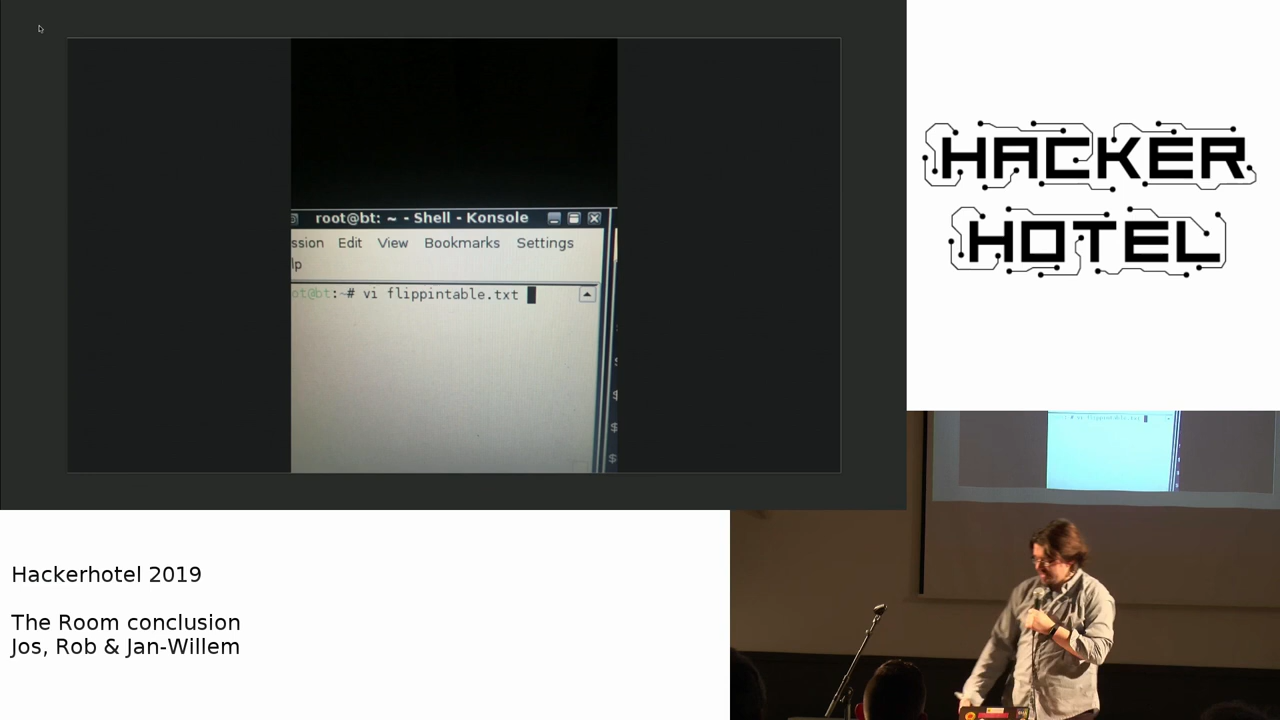 root@bt: ~ - Shell - Konsole
ssion Edit View Bookmarks Settings
lp
ot@bt:~# vi flippintable.txt
$
$
$
HACKER
HOTEL
Hackerhotel 2019
The Room conclusion
Jos, Rob & Jan-Willem